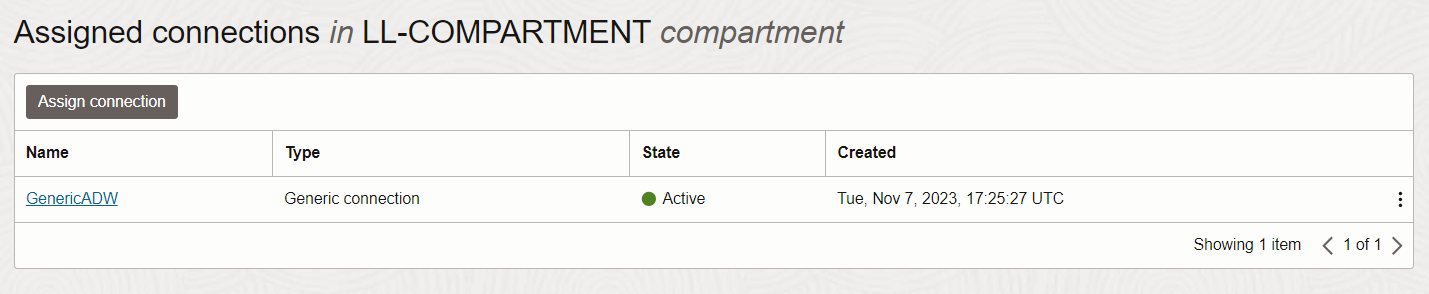 Assigned connections in LL-COMPARTMENT compartment
Assign connection
Name Type State Created
GenericADW Generic connection Active Tue, Nov 7, 2023, 17:25:27 UTC
Showing 1 item 1 of 1